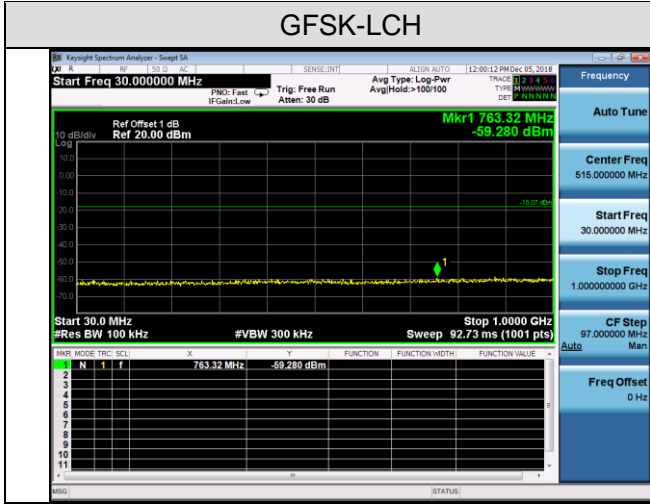 GFSK-LCH
Keysight Spectrum Analyzer - Swept SA
RF 50 Ω AC SENSE:INT ALIGN AUTO 12:00:12 PM Dec 05, 2018
Start Freq 30.000000 MHz
PNO: Fast
IFGain:Low
Trig: Free Run
Atten: 30 dB
Avg Type: Log-Pwr
Avg|Hold:>100/100
TRACE 1 2 3 4 5 6
TYPE M W W W W W
DET P N N N N N
Frequency
Ref Offset 1 dB
10 dB/div Ref 20.00 dBm
Log
Mkr1 763.32 MHz
-59.280 dBm
10.0
0.00
-10.0
-20.0
-30.0
-40.0
-50.0
-60.0
-70.0
-18.07 dBm
1
Start 30.0 MHz Stop 1.0000 GHz
#Res BW 100 kHz #VBW 300 kHz Sweep 92.73 ms (1001 pts)
MKR MODE TRC SCL X Y FUNCTION FUNCTION WIDTH FUNCTION VALUE
1 N 1 f 763.32 MHz -59.280 dBm
2
3
4
5
6
7
8
9
10
11
MSG STATUS
Auto Tune
Center Freq
515.000000 MHz
Start Freq
30.000000 MHz
Stop Freq
1.000000000 GHz
CF Step
97.000000 MHz
Auto Man
Freq Offset
0 Hz